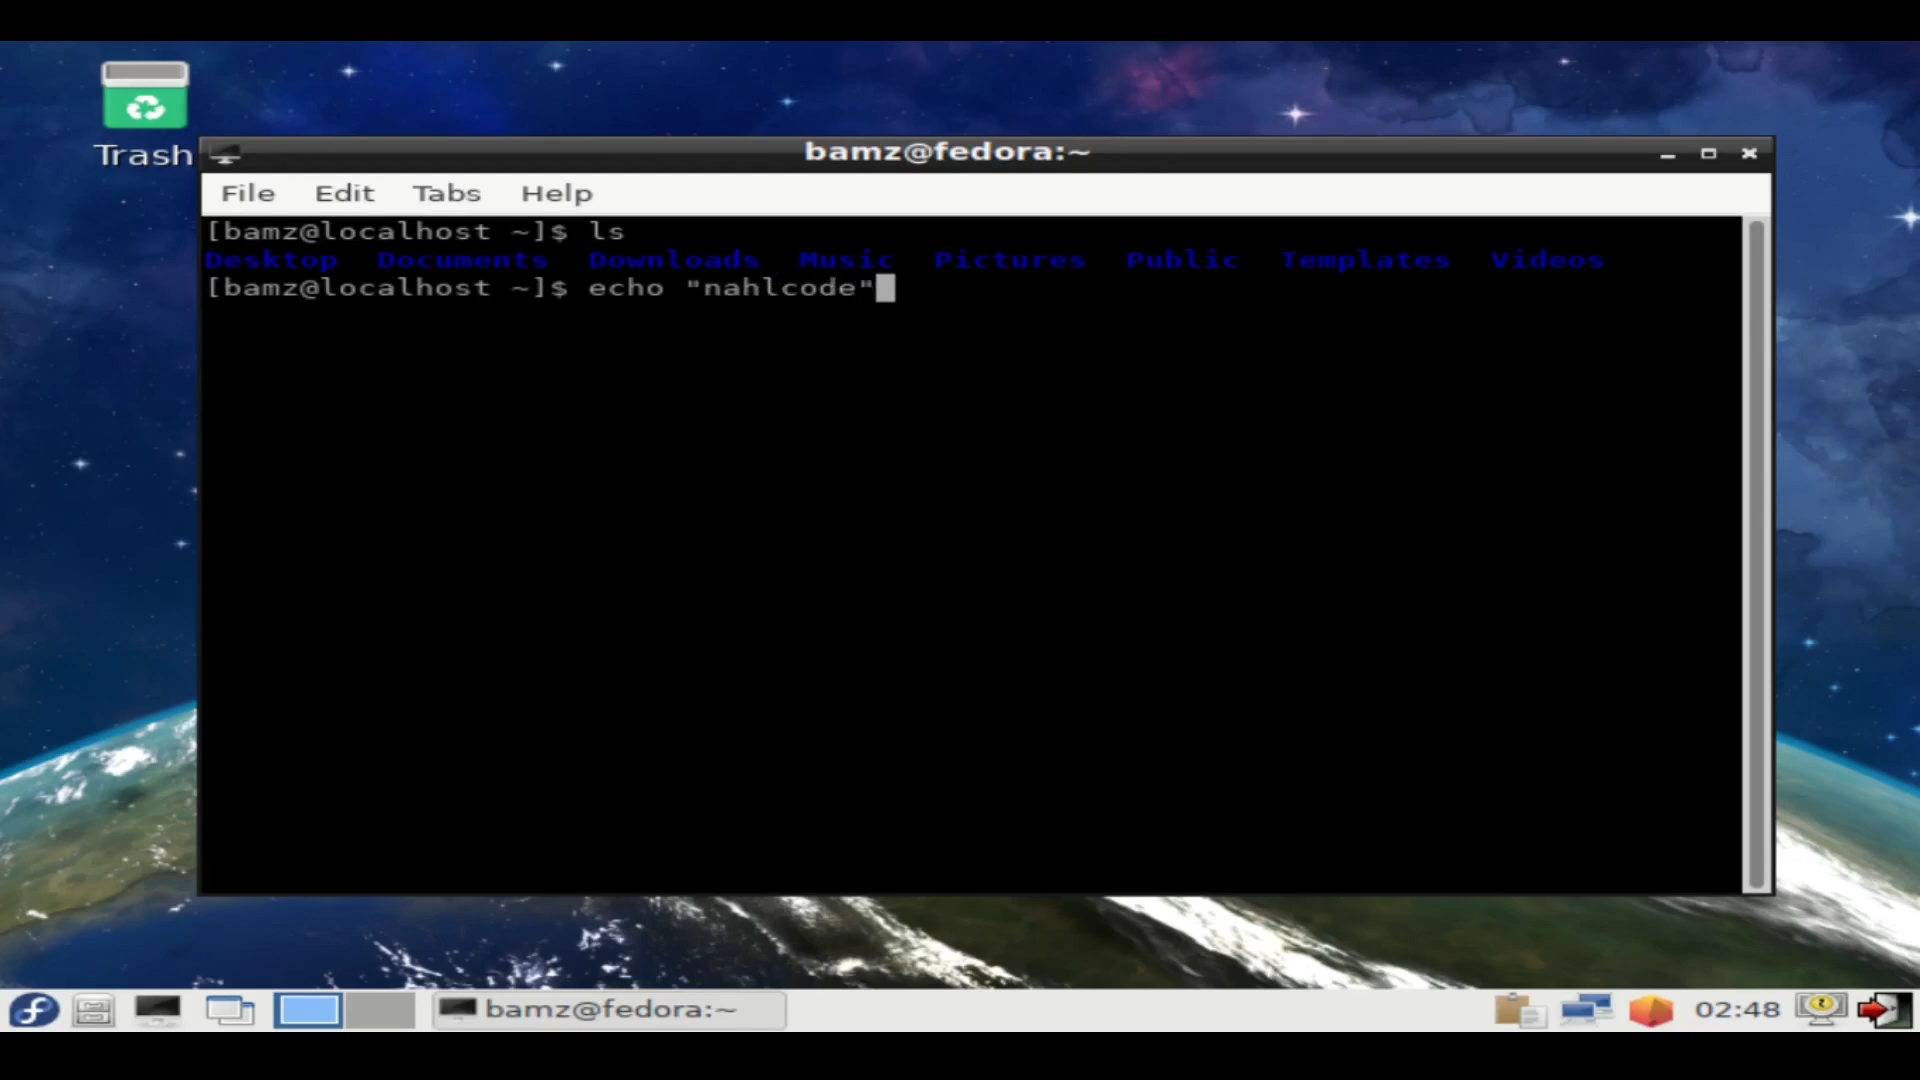 Trash
bamz@fedora:~
File Edit Tabs Help
[bamz@localhost ~]$ ls
Desktop Documents Downloads Music Pictures Public Templates Videos
[bamz@localhost ~]$ echo "nahlcode"
bamz@fedora:~ 02:48